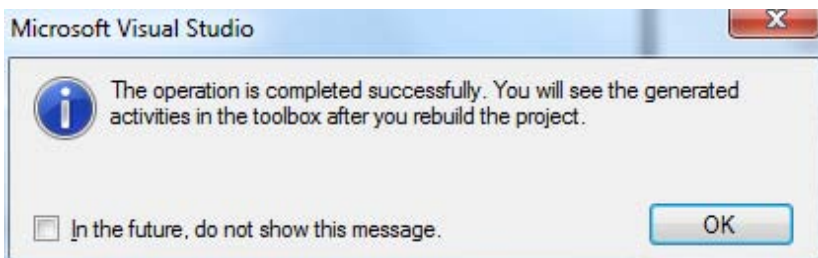 Microsoft Visual Studio
The operation is completed successfully. You will see the generated
activities in the toolbox after you rebuild the project.
In the future, do not show this message.
OK